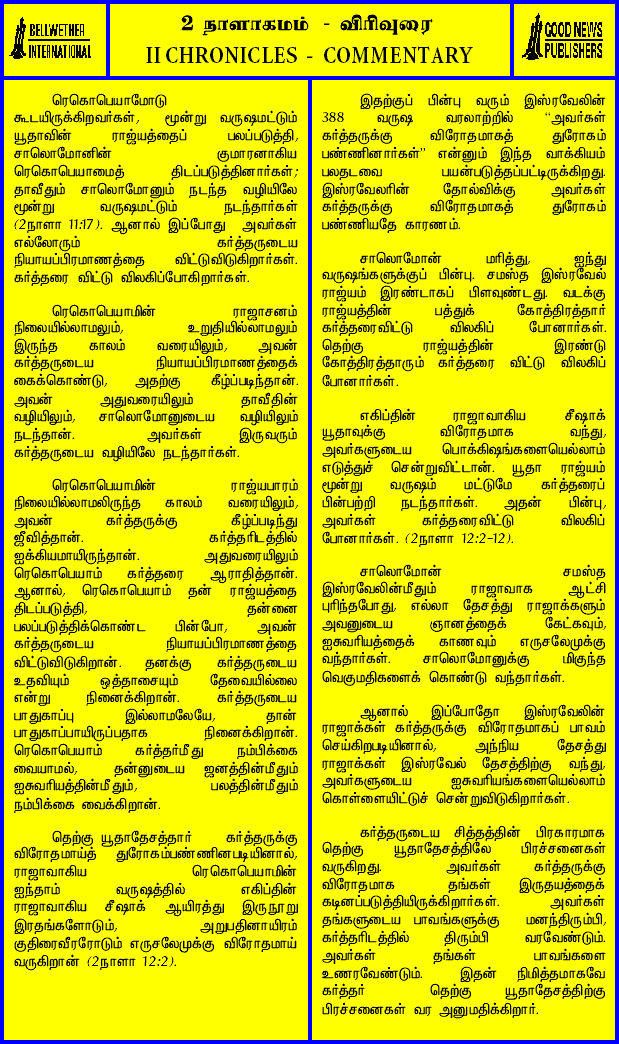 BELLWETHER
INTERNATIONAL
2 நாளாகமம் - விரிவுரை
II CHRONICLES - COMMENTARY
GOOD NEWS
PUBLISHERS
ரெகொபெயாமோடு
கூடயிருக்கிறவர்கள், மூன்று வருஷமட்டும்
யூதாவின் ராஜ்யத்தைப் பலப்படுத்தி,
சாலொமோனின் குமாரனாகிய
ரெகொபெயாமைத் திடப்படுத்தினார்கள்;
தாவீதும் சாலொமோனும் நடந்த வழியிலே
மூன்று வருஷமட்டும் நடந்தார்கள்
(2நாளா 11:17). ஆனால் இப்போது அவர்கள்
எல்லோரும் கர்த்தருடைய
நியாயப்பிரமாணத்தை விட்டுவிடுகிறார்கள்.
கர்த்தரை விட்டு விலகிப்போகிறார்கள்.
ரெகொபெயாமின் ராஜாசனம்
நிலையில்லாமலும், உறுதியில்லாமலும்
இருந்த காலம் வரையிலும், அவன்
கர்த்தருடைய நியாயப்பிரமாணத்தைக்
கைக்கொண்டு, அதற்கு கீழ்ப்படிந்தான்.
அவன் அதுவரையிலும் தாவீதின்
வழியிலும், சாலொமோனுடைய வழியிலும்
நடந்தான். அவர்கள் இருவரும்
கர்த்தருடைய வழியிலே நடந்தார்கள்.
ரெகொபெயாமின் ராஜ்யபாரம்
நிலையில்லாமலிருந்த காலம் வரையிலும்,
அவன் கர்த்தருக்கு கீழ்ப்படிந்து
ஜீவித்தான். கர்த்தரிடத்தில்
ஐக்கியமாயிருந்தான். அதுவரையிலும்
ரெகொபெயாம் கர்த்தரை ஆராதித்தான்.
ஆனால், ரெகொபெயாம் தன் ராஜ்யத்தை
திடப்படுத்தி, தன்னை
பலப்படுத்திக்கொண்ட பின்போ, அவன்
கர்த்தருடைய நியாயப்பிரமாணத்தை
விட்டுவிடுகிறான். தனக்கு கர்த்தருடைய
உதவியும் ஒத்தாசையும் தேவையில்லை
என்று நினைக்கிறான். கர்த்தருடைய
பாதுகாப்பு இல்லாமலேயே, தான்
பாதுகாப்பாயிருப்பதாக நினைக்கிறான்.
ரெகொபெயாம் கர்த்தர்மீது நம்பிக்கை
வையாமல், தன்னுடைய ஜனத்தின்மீதும்
ஐசுவரியத்தின்மீதும், பலத்தின்மீதும்
நம்பிக்கை வைக்கிறான்.
தெற்கு யூதாதேசத்தார் கர்த்தருக்கு
விரோதமாய்த் துரோகம்பண்ணினபடியினால்,
ராஜாவாகிய ரெகொபெயாமின்
ஐந்தாம் வருஷத்தில் எகிப்தின்
ராஜாவாகிய சீஷாக் ஆயிரத்து இருநூறு
இரதங்களோடும், அறுபதினாயிரம்
குதிரைவீரரோடும் எருசலேமுக்கு விரோதமாய்
வருகிறான் (2நாளா 12:2).
இதற்குப் பின்பு வரும் இஸ்ரவேலின்
388 வருஷ வரலாற்றில் “அவர்கள்
கர்த்தருக்கு விரோதமாகத் துரோகம்
பண்ணினார்கள்” என்னும் இந்த வாக்கியம்
பலதடவை பயன்படுத்தப்பட்டிருக்கிறது.
இஸ்ரவேலரின் தோல்விக்கு அவர்கள்
கர்த்தருக்கு விரோதமாகத் துரோகம்
பண்ணியதே காரணம்.
சாலொமோன் மரித்து, ஐந்து
வருஷங்களுக்குப் பின்பு. சமஸ்த இஸ்ரவேல்
ராஜ்யம் இரண்டாகப் பிளவுண்டது. வடக்கு
ராஜ்யத்தின் பத்துக் கோத்திரத்தார்
கர்த்தரைவிட்டு விலகிப் போனார்கள்.
தெற்கு ராஜ்யத்தின் இரண்டு
கோத்திரத்தாரும் கர்த்தரை விட்டு விலகிப்
போனார்கள்.
எகிப்தின் ராஜாவாகிய சீஷாக்
யூதாவுக்கு விரோதமாக வந்து,
அவர்களுடைய பொக்கிஷங்களையெல்லாம்
எடுத்துச் சென்றுவிட்டான். யூதா ராஜ்யம்
மூன்று வருஷம் மட்டுமே கர்த்தரைப்
பின்பற்றி நடந்தார்கள். அதன் பின்பு,
அவர்கள் கர்த்தரைவிட்டு விலகிப்
போனார்கள். (2நாளா 12:2-12).
சாலொமோன் சமஸ்த
இஸ்ரவேலின்மீதும் ராஜாவாக ஆட்சி
புரிந்தபோது, எல்லா தேசத்து ராஜாக்களும்
அவனுடைய ஞானத்தைக் கேட்கவும்,
ஐசுவரியத்தைக் காணவும் எருசலேமுக்கு
வந்தார்கள். சாலொமோனுக்கு மிகுந்த
வெகுமதிகளைக் கொண்டு வந்தார்கள்.
ஆனால் இப்போதோ இஸ்ரவேலின்
ராஜாக்கள் கர்த்தருக்கு விரோதமாகப் பாவம்
செய்கிறபடியினால், அந்நிய தேசத்து
ராஜாக்கள் இஸ்ரவேல் தேசத்திற்கு வந்து,
அவர்களுடைய ஐசுவரியங்களையெல்லாம்
கொள்ளையிட்டுச் சென்றுவிடுகிறார்கள்.
கர்த்தருடைய சித்தத்தின் பிரகாரமாக
தெற்கு யூதாதேசத்திலே பிரச்சனைகள்
வருகிறது. அவர்கள் கர்த்தருக்கு
விரோதமாக தங்கள் இருதயத்தைக்
கடினப்படுத்தியிருக்கிறார்கள். அவர்கள்
தங்களுடைய பாவங்களுக்கு மனந்திரும்பி,
கர்த்தரிடத்தில் திரும்பி வரவேண்டும்.
அவர்கள் தங்கள் பாவங்களை
உணரவேண்டும். இதன் நிமித்தமாகவே
கர்த்தர் தெற்கு யூதாதேசத்திற்கு
பிரச்சனைகள் வர அனுமதிக்கிறார்.